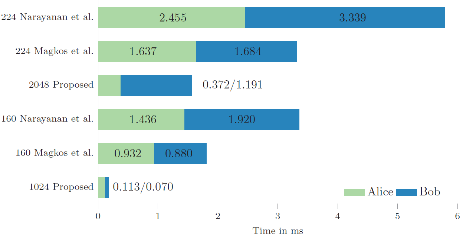 224 Narayanan et al. 2.455 3.339
224 Magkos et al. 1.637 1.684
2048 Proposed 0.372/1.191
160 Narayanan et al. 1.436 1.920
160 Magkos et al. 0.932 0.880
1024 Proposed 0.113/0.070
Alice Bob
0 1 2 3 4 5 6
Time in ms